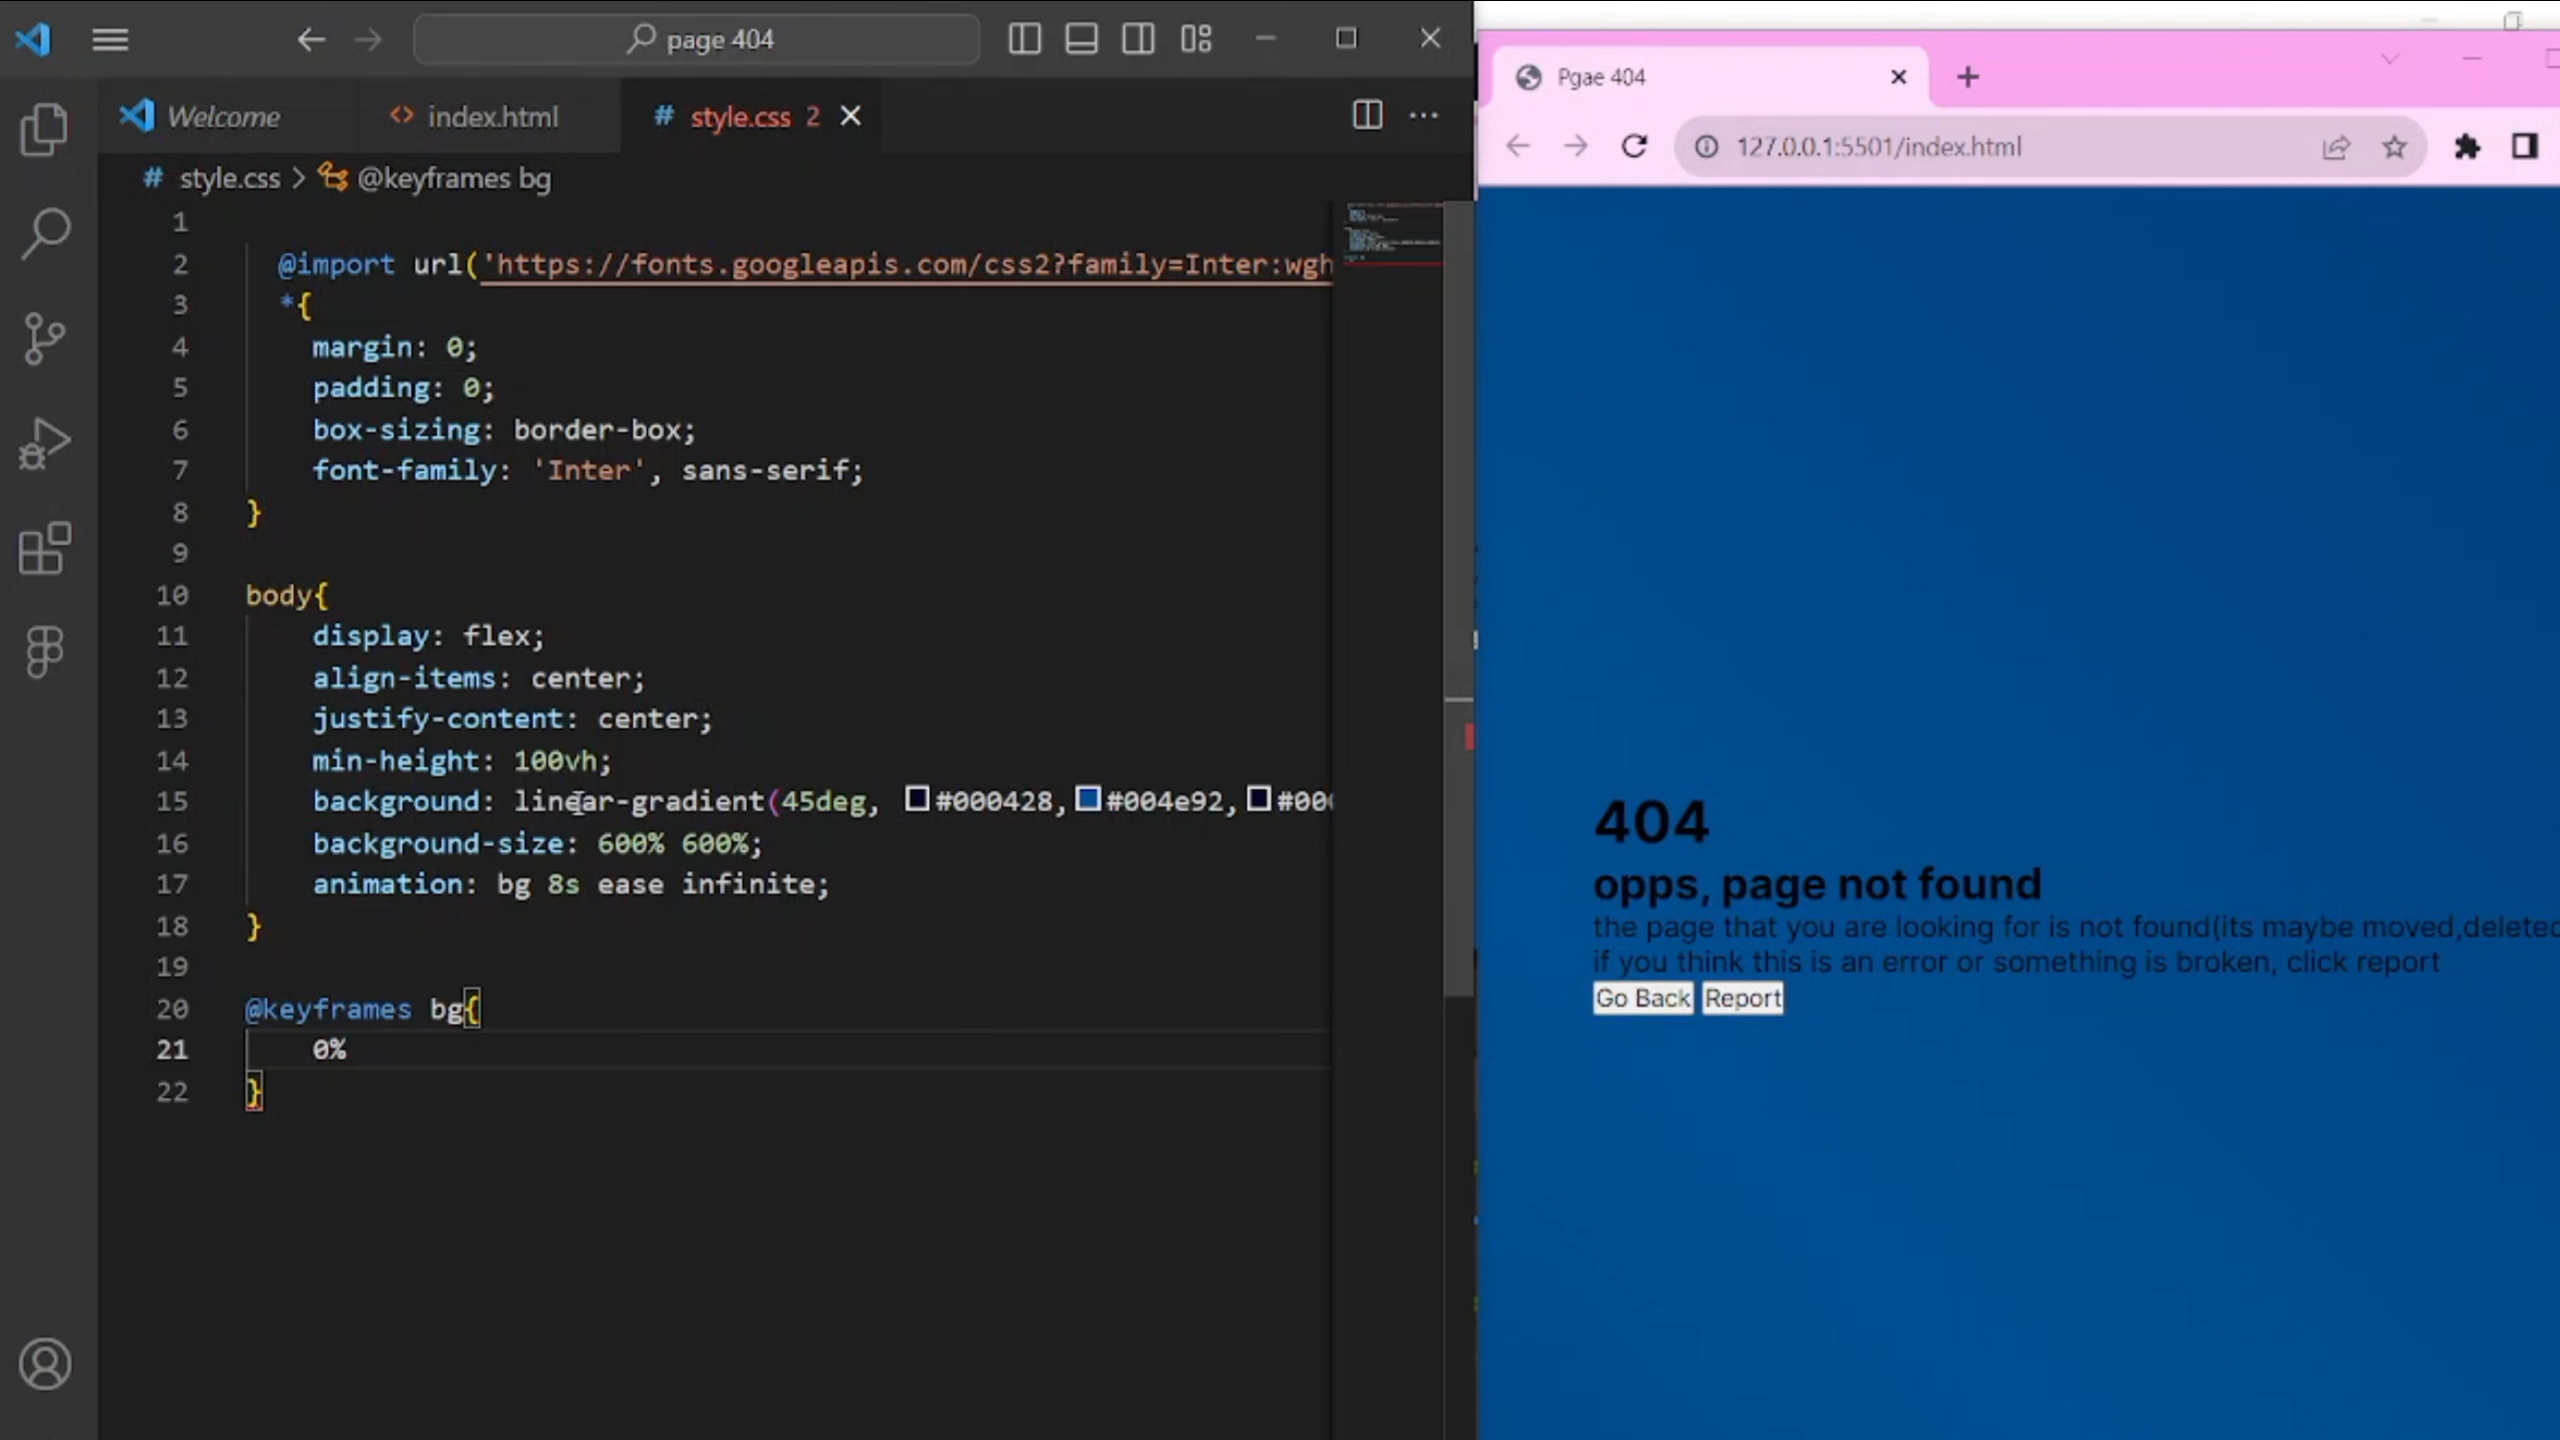 page 404
Welcome
index.html
style.css 2
style.css > @keyframes bg
1
2 @import url('https://fonts.googleapis.com/css2?family=Inter:wgh
3 *{
4 margin: 0;
5 padding: 0;
6 box-sizing: border-box;
7 font-family: 'Inter', sans-serif;
8 }
9
10 body{
11 display: flex;
12 align-items: center;
13 justify-content: center;
14 min-height: 100vh;
15 background: linear-gradient(45deg, #000428, #004e92, #000
16 background-size: 600% 600%;
17 animation: bg 8s ease infinite;
18 }
19
20 @keyframes bg{
21 0%
22 }
Pgae 404
127.0.0.1:5501/index.html
404
opps, page not found
the page that you are looking for is not found(its maybe moved,deleted
if you think this is an error or something is broken, click report
Go Back Report